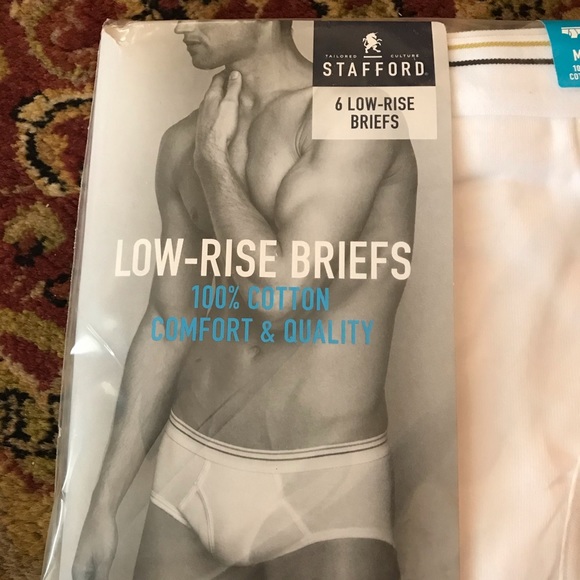 TAILORED CULTURE
STAFFORD
6 LOW-RISE
BRIEFS
LOW-RISE BRIEFS
100% COTTON
COMFORT & QUALITY